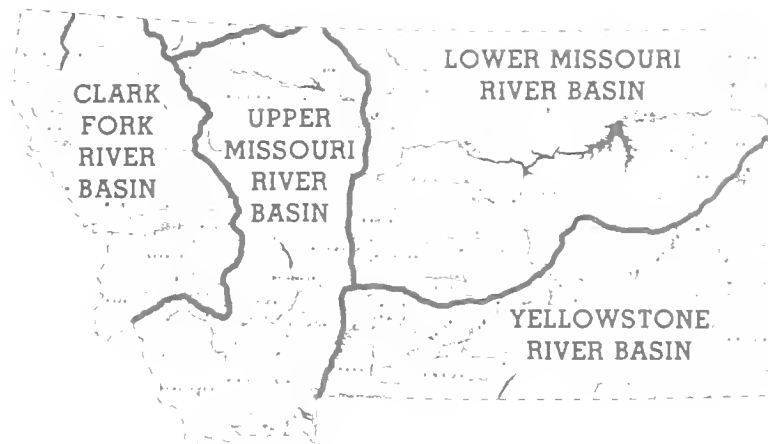 CLARK
FORK
RIVER
BASIN
UPPER
MISSOURI
RIVER
BASIN
LOWER MISSOURI
RIVER BASIN
YELLOWSTONE
RIVER BASIN